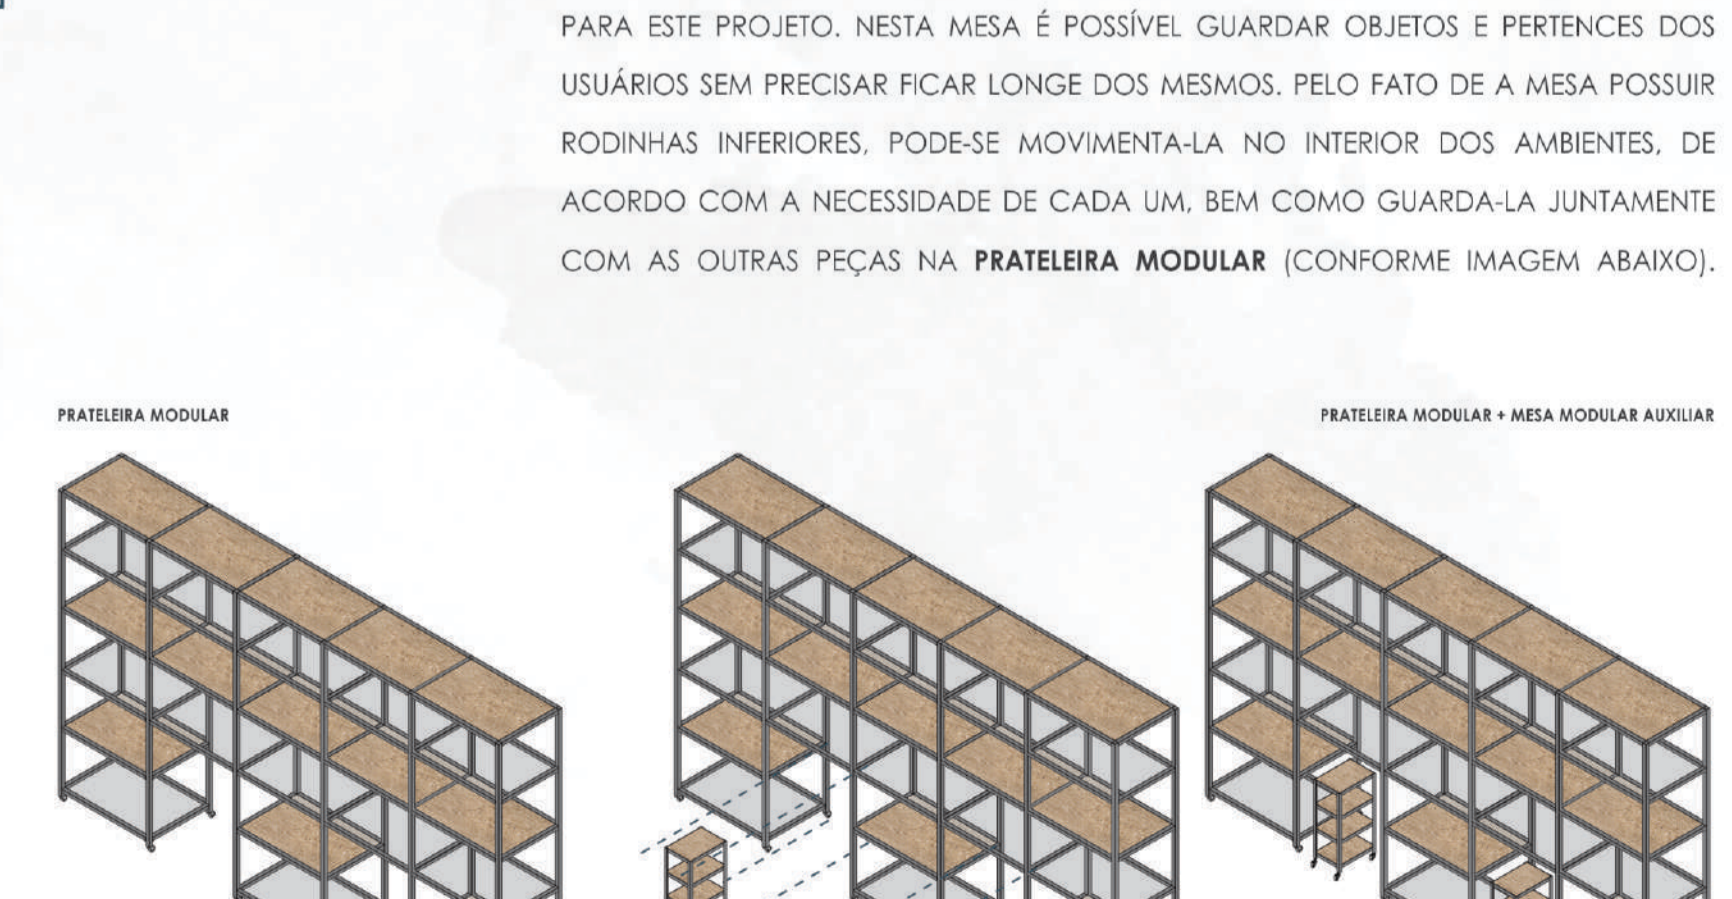 PARA ESTE PROJETO. NESTA MESA É POSSÍVEL GUARDAR OBJETOS E PERTENCES DOS
USUÁRIOS SEM PRECISAR FICAR LONGE DOS MESMOS. PELO FATO DE A MESA POSSUIR
RODINHAS INFERIORES, PODE-SE MOVIMENTA-LA NO INTERIOR DOS AMBIENTES, DE
ACORDO COM A NECESSIDADE DE CADA UM, BEM COMO GUARDA-LA JUNTAMENTE
COM AS OUTRAS PEÇAS NA PRATELEIRA MODULAR (CONFORME IMAGEM ABAIXO).
PRATELEIRA MODULAR
PRATELEIRA MODULAR + MESA MODULAR AUXILIAR